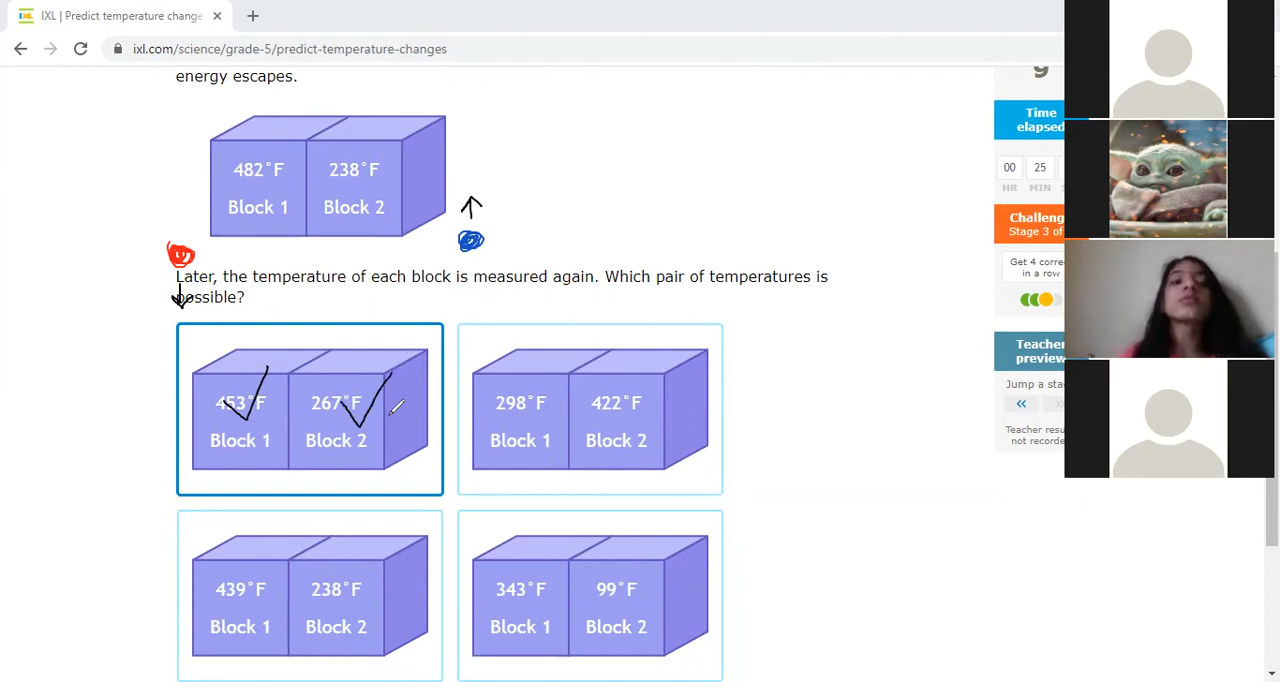 IXL | Predict temperature change
ixl.com/science/grade-5/predict-temperature-changes
energy escapes.
482°F 238°F
Block 1 Block 2
Later, the temperature of each block is measured again. Which pair of temperatures is
possible?
453°F 267°F
Block 1 Block 2
298°F 422°F
Block 1 Block 2
439°F 238°F
Block 1 Block 2
343°F 99°F
Block 1 Block 2
Time
elapsed
00 25
HR MIN
Challeng
Stage 3 of
Get 4 corre
in a row
Teacher
preview
Jump a sta
« »
Teacher resu
not recorde